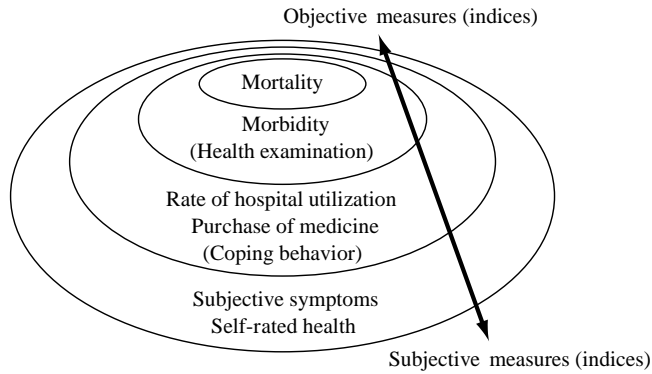 Objective measures (indices)
Mortality
Morbidity
(Health examination)
Rate of hospital utilization
Purchase of medicine
(Coping behavior)
Subjective symptoms
Self-rated health
Subjective measures (indices)